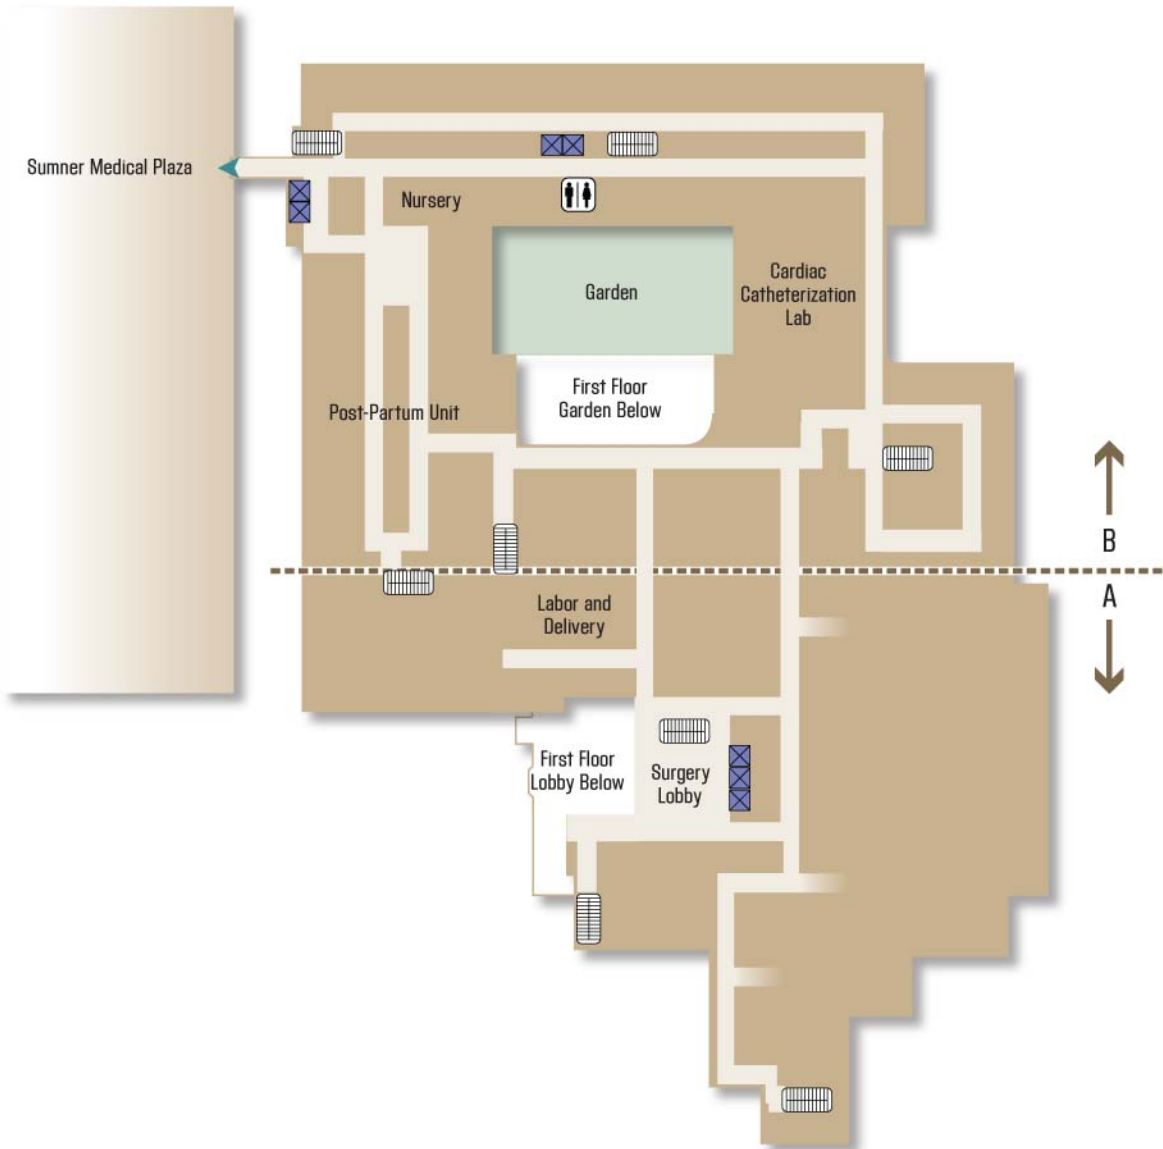 Sumner Medical Plaza
Nursery
Garden
Cardiac
Catheterization
Lab
First Floor
Garden Below
Post-Partum Unit
B
A
Labor and
Delivery
First Floor
Lobby Below
Surgery
Lobby